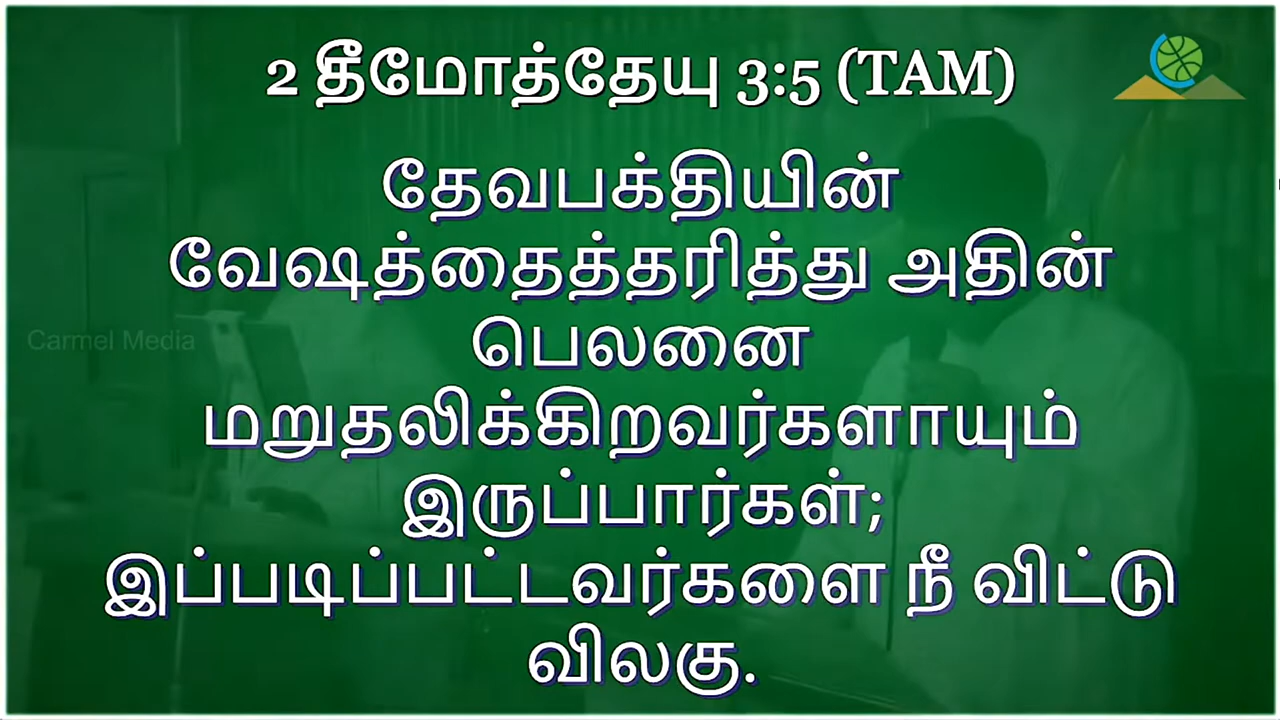 2 தீமோத்தேயு 3:5 (TAM)
தேவபக்தியின்
வேஷத்தைத்தரித்து அதின்
பெலனை
மறுதலிக்கிறவர்களாயும்
இருப்பார்கள்;
இப்படிப்பட்டவர்களை நீ விட்டு
விலகு.
Carmel Media